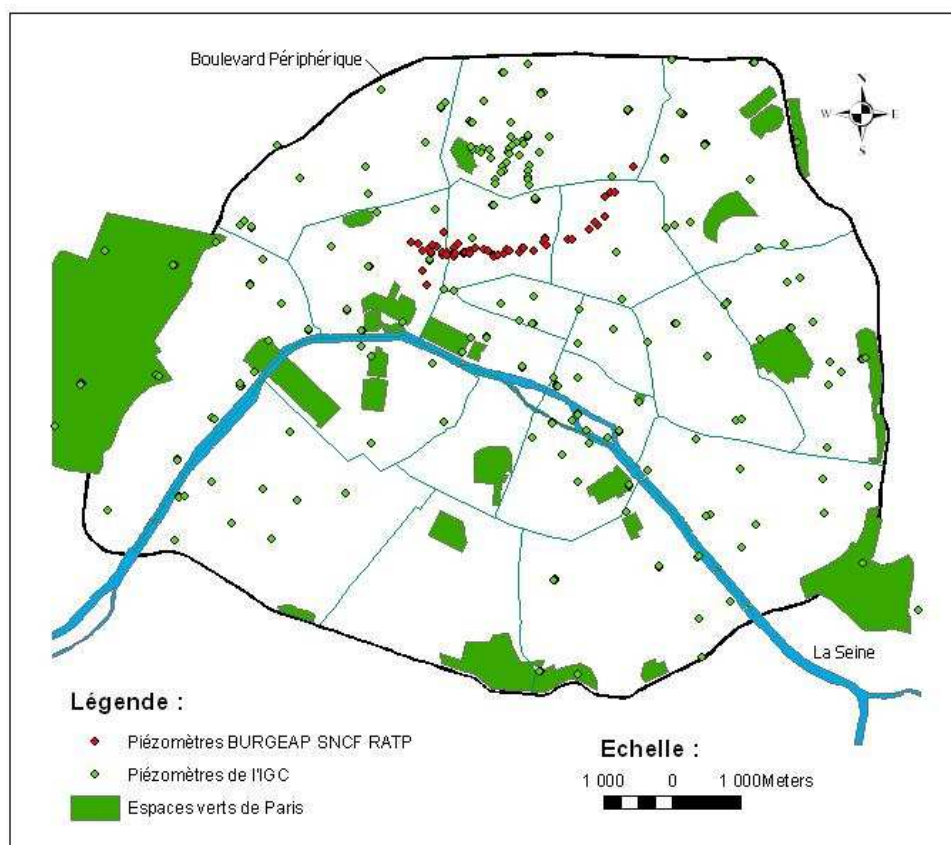 Boulevard Périphérique
N
W E
S
La Seine
Légende :
Piézomètres BURGEAP SNCF RATP
Piézomètres de l'IGC
Espaces verts de Paris
Echelle :
1 000 0 1 000Meters